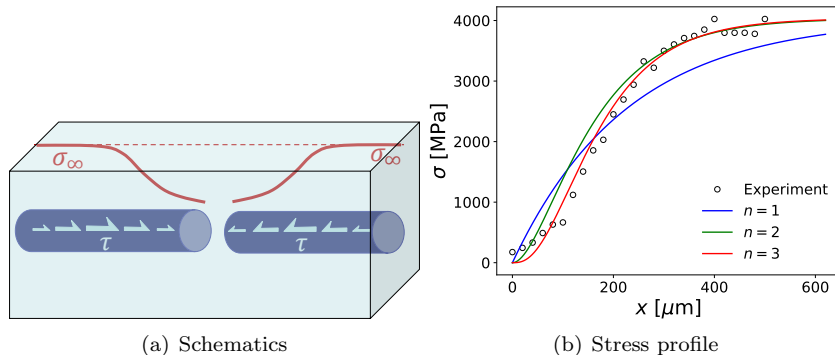 σ∞
σ∞
τ
τ
(a) Schematics
4000
3000
2000
1000
0
σ [MPa]
Experiment
n = 1
n = 2
n = 3
0
200
400
600
x [μm]
(b) Stress profile